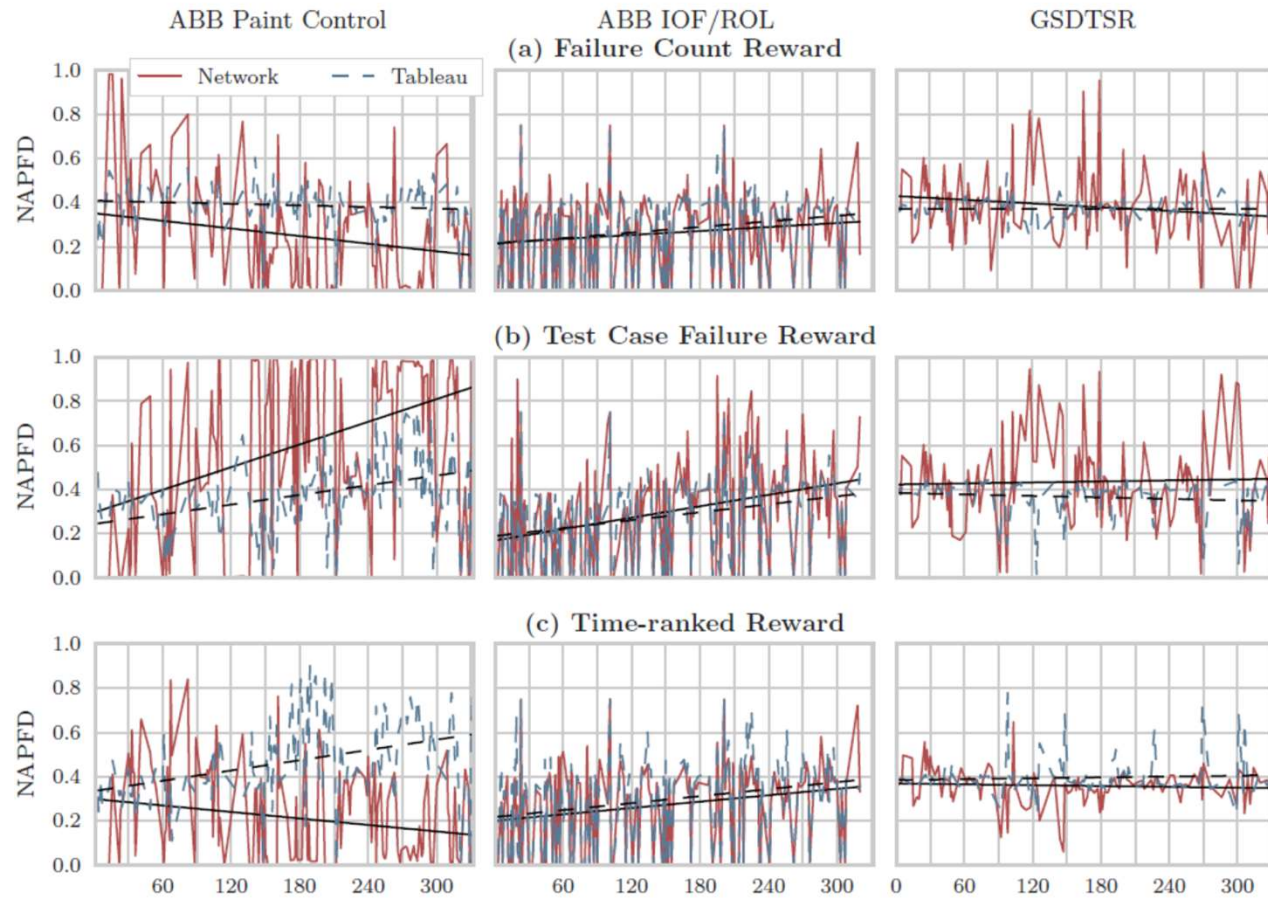 ABB Paint Control ABB IOF/ROL GSDTSR
(a) Failure Count Reward
Network Tableau
1.0
0.8
0.6
0.4
0.2
0.0
NAPFD
(b) Test Case Failure Reward
1.0
0.8
0.6
0.4
0.2
0.0
NAPFD
(c) Time-ranked Reward
1.0
0.8
0.6
0.4
0.2
0.0
NAPFD
60 120 180 240 300 60 120 180 240 300 0 60 120 180 240 300